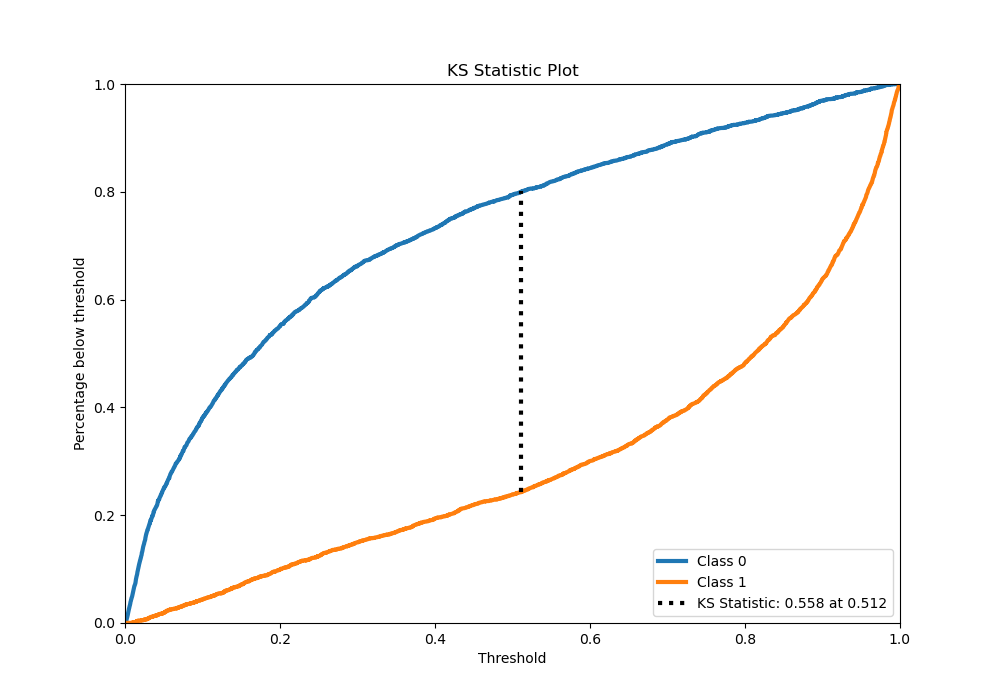 KS Statistic Plot
1.0
0.8
0.6
0.4
0.2
0.0
Percentage below threshold
0.0 0.2 0.4 0.6 0.8 1.0
Threshold
Class 0
Class 1
KS Statistic: 0.558 at 0.512